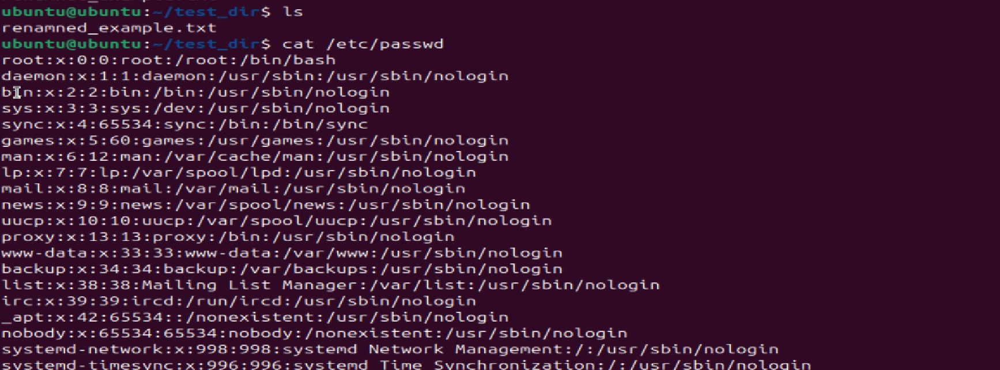 ubuntu@ubuntu:~/test_dir$ ls
renamned_example.txt
ubuntu@ubuntu:~/test_dir$ cat /etc/passwd
root:x:0:0:root:/root:/bin/bash
daemon:x:1:1:daemon:/usr/sbin:/usr/sbin/nologin
bin:x:2:2:bin:/bin:/usr/sbin/nologin
sys:x:3:3:sys:/dev:/usr/sbin/nologin
sync:x:4:65534:sync:/bin:/bin/sync
games:x:5:60:games:/usr/games:/usr/sbin/nologin
man:x:6:12:man:/var/cache/man:/usr/sbin/nologin
lp:x:7:7:lp:/var/spool/lpd:/usr/sbin/nologin
mail:x:8:8:mail:/var/mail:/usr/sbin/nologin
news:x:9:9:news:/var/spool/news:/usr/sbin/nologin
uucp:x:10:10:uucp:/var/spool/uucp:/usr/sbin/nologin
proxy:x:13:13:proxy:/bin:/usr/sbin/nologin
www-data:x:33:33:www-data:/var/www:/usr/sbin/nologin
backup:x:34:34:backup:/var/backups:/usr/sbin/nologin
list:x:38:38:Mailing List Manager:/var/list:/usr/sbin/nologin
irc:x:39:39:ircd:/run/ircd:/usr/sbin/nologin
_apt:x:42:65534::/nonexistent:/usr/sbin/nologin
nobody:x:65534:65534:nobody:/nonexistent:/usr/sbin/nologin
systemd-network:x:998:998:systemd Network Management:/:/usr/sbin/nologin
systemd-timesync:x:996:996:systemd Time Synchronization:/:/usr/sbin/nologin